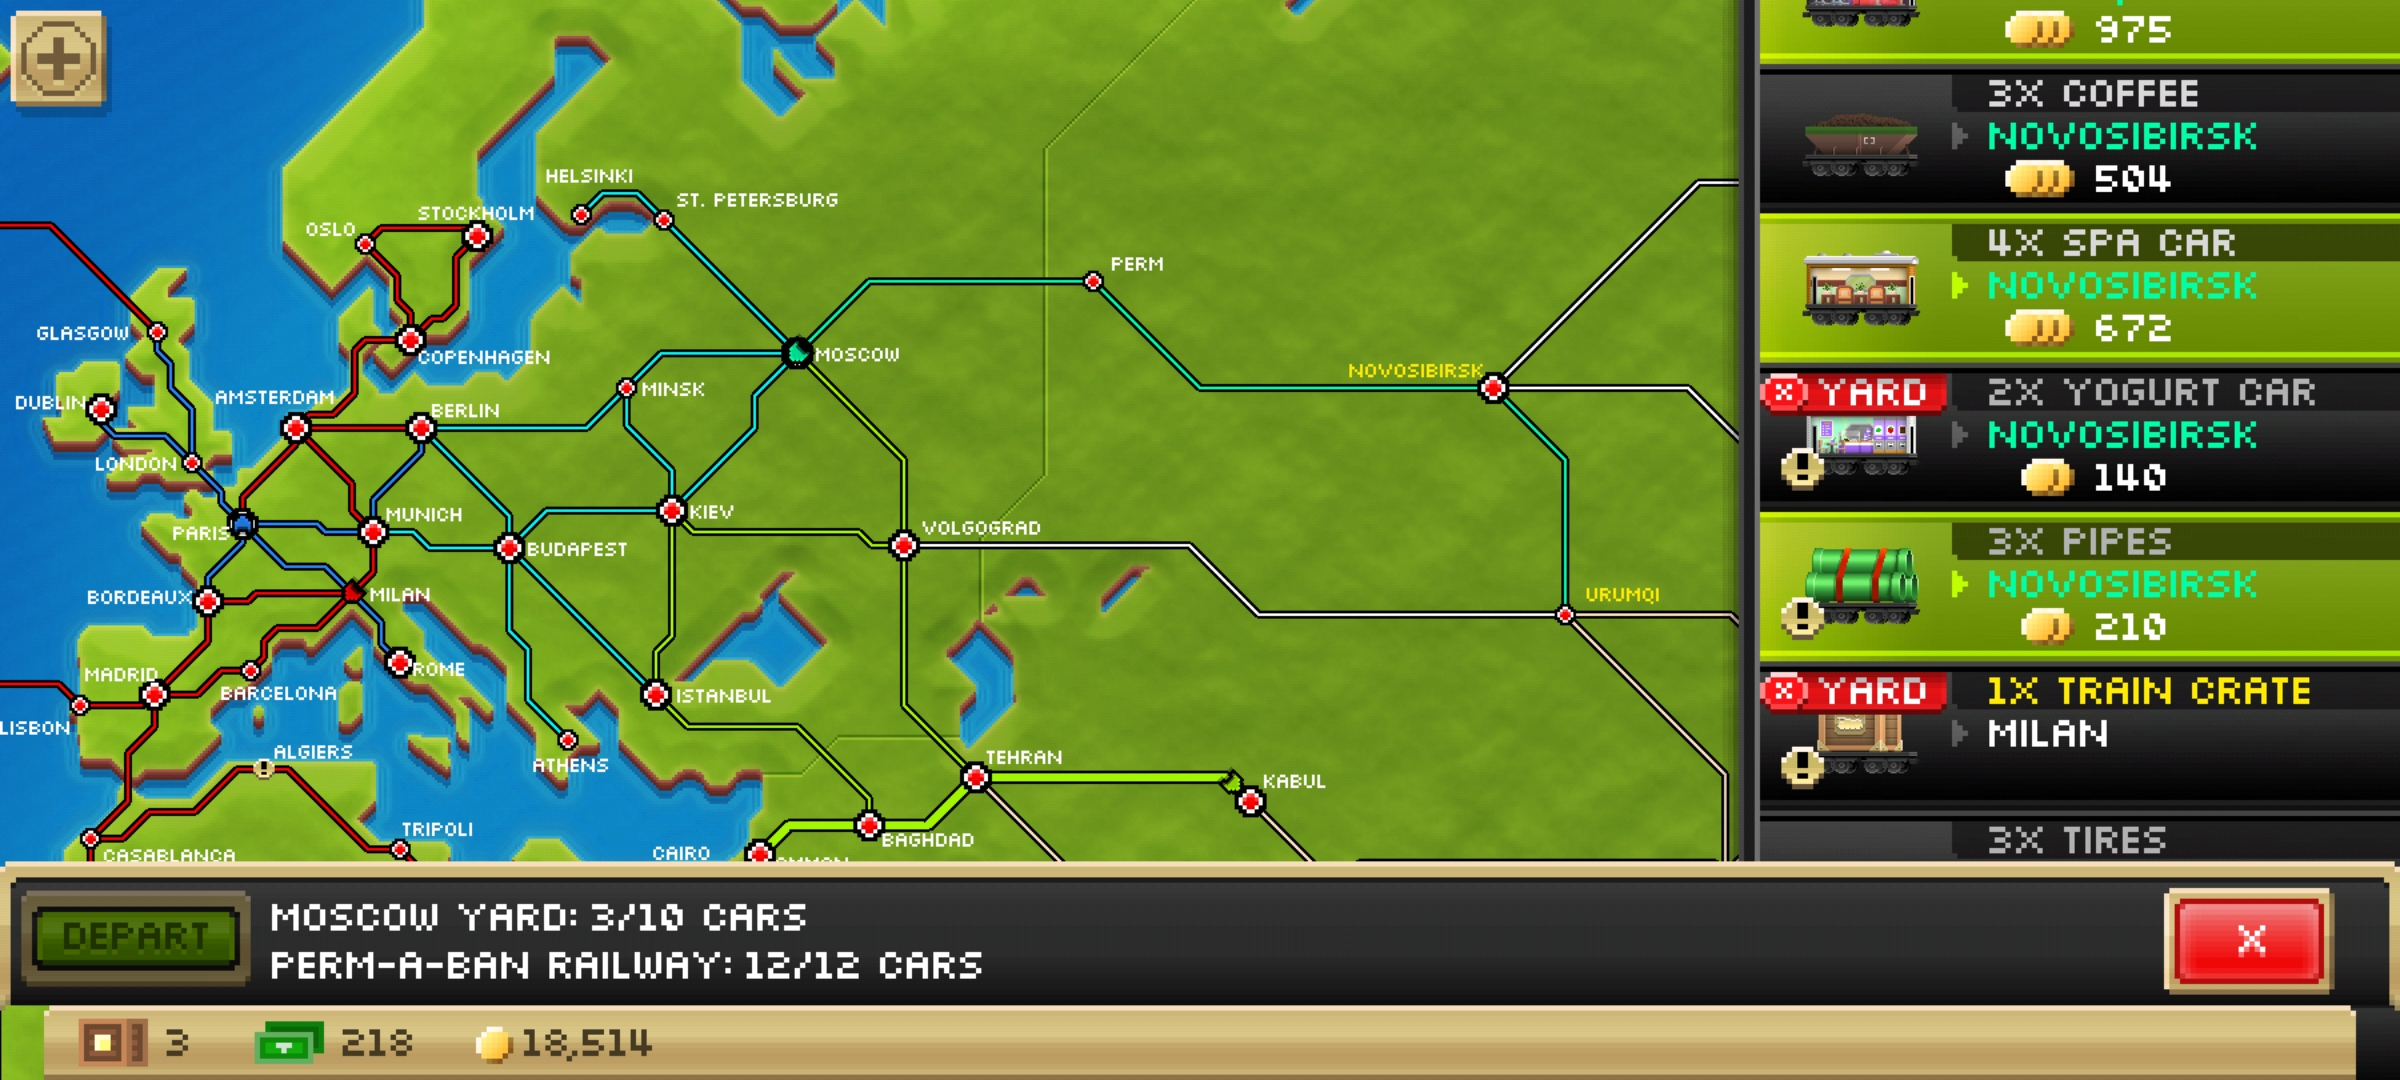 975
3X COFFEE
NOVOSIBIRSK
504
4X SPA CAR
NOVOSIBIRSK
672
YARD
2X YOGURT CAR
NOVOSIBIRSK
140
3X PIPES
NOVOSIBIRSK
210
YARD
1X TRAIN CRATE
MILAN
3X TIRES
HELSINKI
ST. PETERSBURG
OSLO
STOCKHOLM
PERM
GLASGOW
COPENHAGEN
MOSCOW
NOVOSIBIRSK
MINSK
DUBLIN
AMSTERDAM
BERLIN
LONDON
MUNICH
KIEV
VOLGOGRAD
PARIS
BUDAPEST
BORDEAUX
MILAN
URUMQI
MADRID
ROME
BARCELONA
ISTANBUL
LISBON
ALGIERS
ATHENS
TEHRAN
KABUL
TRIPOLI
BAGHDAD
CASABLANCA
CAIRO
DEPART
MOSCOW YARD: 3/10 CARS
PERM-A-BAN RAILWAY: 12/12 CARS
X
3
218
18,514